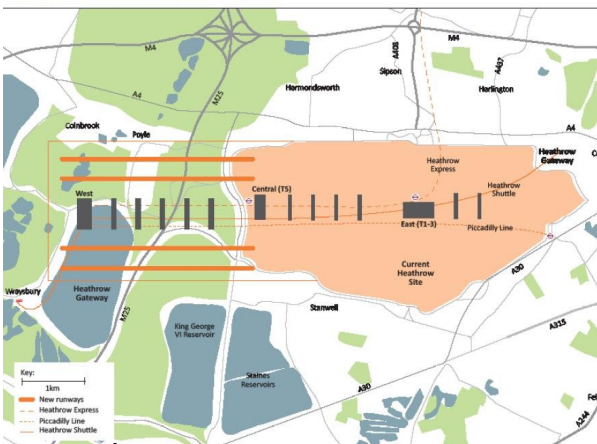 M4
A408
M4
Sipson
A437
Harmondsworth
Harlington
M25
A4
Colnbrook
Poyle
A4
Heathrow
Gateway
Heathrow
Express
West
Central (T5)
Heathrow
Shuttle
East (T1-3)
Piccadilly Line
Current
Heathrow
Site
A30
Wraysbury
Heathrow
Gateway
M25
Stanwell
King George
VI Reservoir
A315
Staines
Reservoirs
A30
A244
Key:
1km
New runways
Heathrow Express
Piccadilly Line
Heathrow Shuttle